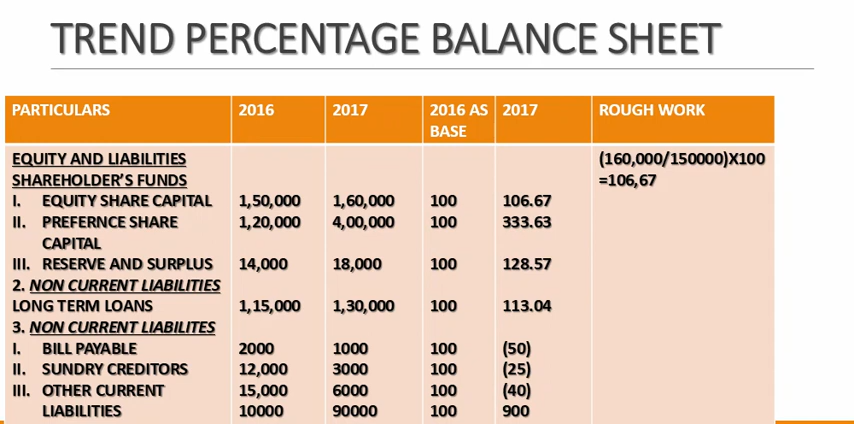 TREND PERCENTAGE BALANCE SHEET
PARTICULARS 2016 2017 2016 AS BASE 2017 ROUGH WORK
EQUITY AND LIABILITIES (160,000/150000)X100
SHAREHOLDER'S FUNDS =106,67
I. EQUITY SHARE CAPITAL 1,50,000 1,60,000 100 106.67
II. PREFERNCE SHARE 1,20,000 4,00,000 100 333.63
CAPITAL
III. RESERVE AND SURPLUS 14,000 18,000 100 128.57
2. NON CURRENT LIABILITIES
LONG TERM LOANS 1,15,000 1,30,000 100 113.04
3. NON CURRENT LIABILITES
I. BILL PAYABLE 2000 1000 100 (50)
II. SUNDRY CREDITORS 12,000 3000 100 (25)
III. OTHER CURRENT 15,000 6000 100 (40)
LIABILITIES 10000 90000 100 900